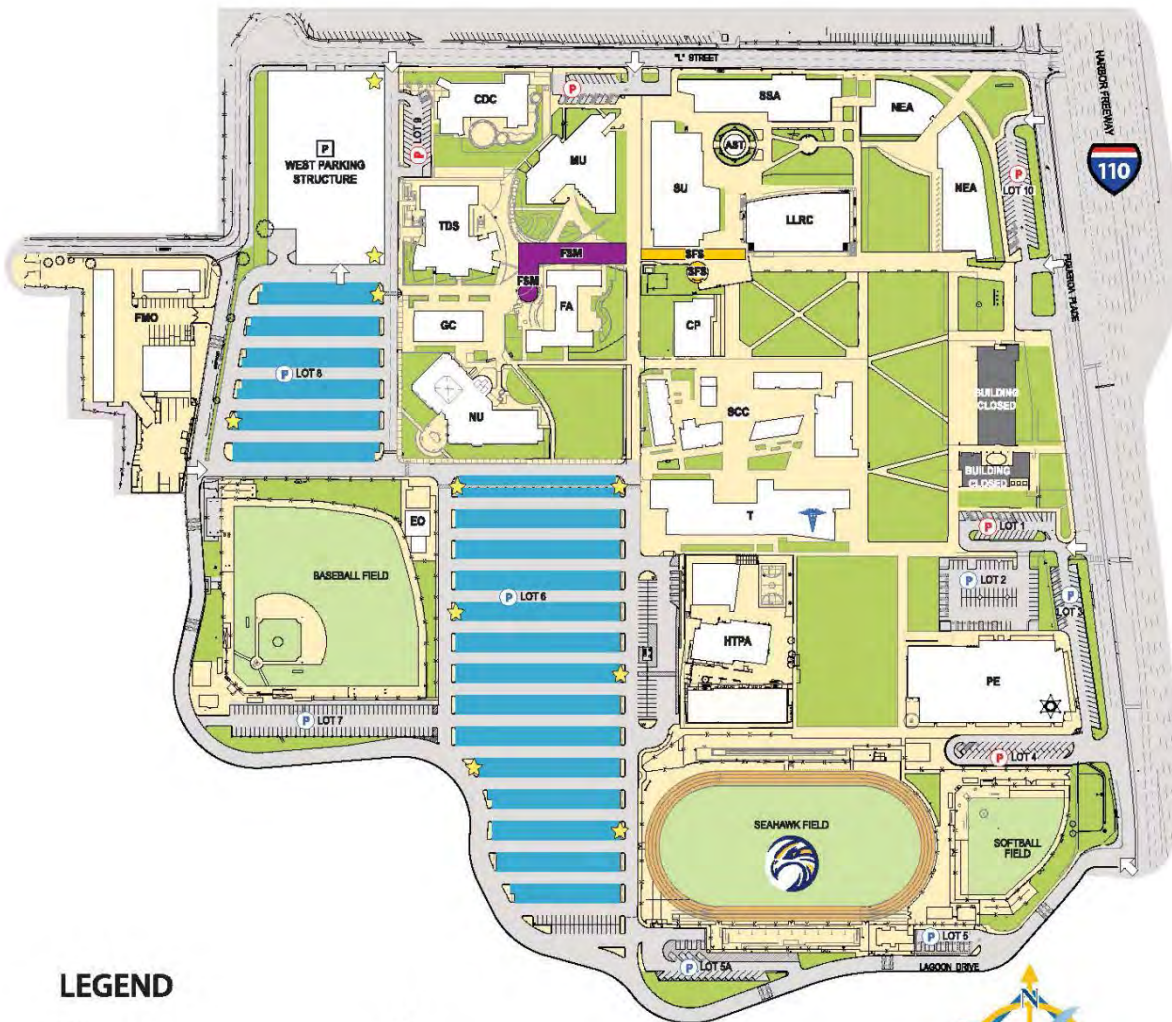 "L" STREET
HARBOR FREEWAY
110
P
CDC
SSA
NEA
P
LOT 9
P
WEST PARKING
STRUCTURE
MU
SU
AST
NEA
P
LOT 10
TDS
LLRC
FSM
SFS
FSM
SFS
FIGUEROA PLACE
FMO
GC
FA
CP
P LOT 8
NU
SCC
BUILDING
CLOSED
BUILDING
CLOSED
EO
T
P LOT 1
BASEBALL FIELD
P LOT 6
P LOT 2
P
LOT 3
HTPA
PE
P LOT 7
P LOT 4
SEAHAWK FIELD
SOFTBALL
FIELD
P LOT 5
P LOT 5A
LAGOON DRIVE
LEGEND
N